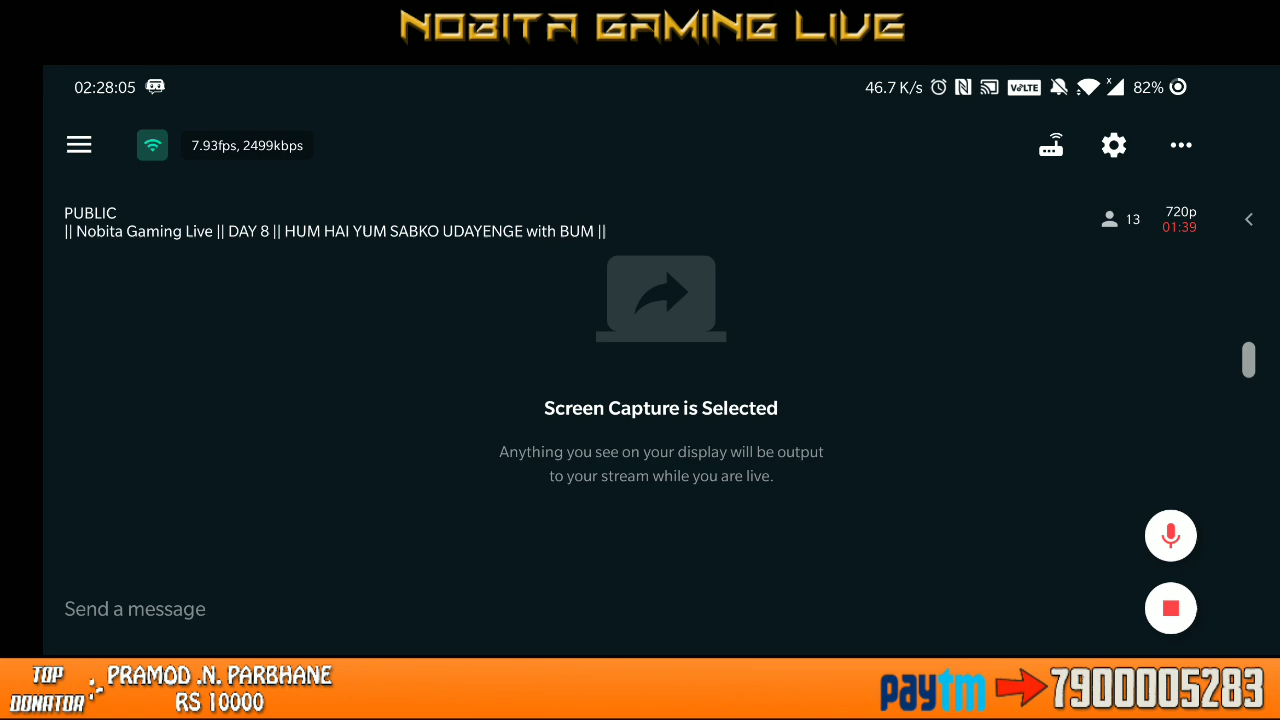 NOBITA GAMING LIVE
02:28:05
46.7 K/s VoLTE x 82%
7.93fps, 2499kbps
PUBLIC
|| Nobita Gaming Live || DAY 8 || HUM HAI YUM SABKO UDAYENGE with BUM ||
13
720p
01:39
Screen Capture is Selected
Anything you see on your display will be output
to your stream while you are live.
Send a message
TOP
DONATOR
: PRAMOD .N. PARBHANE
RS 10000
paytm
7900005283